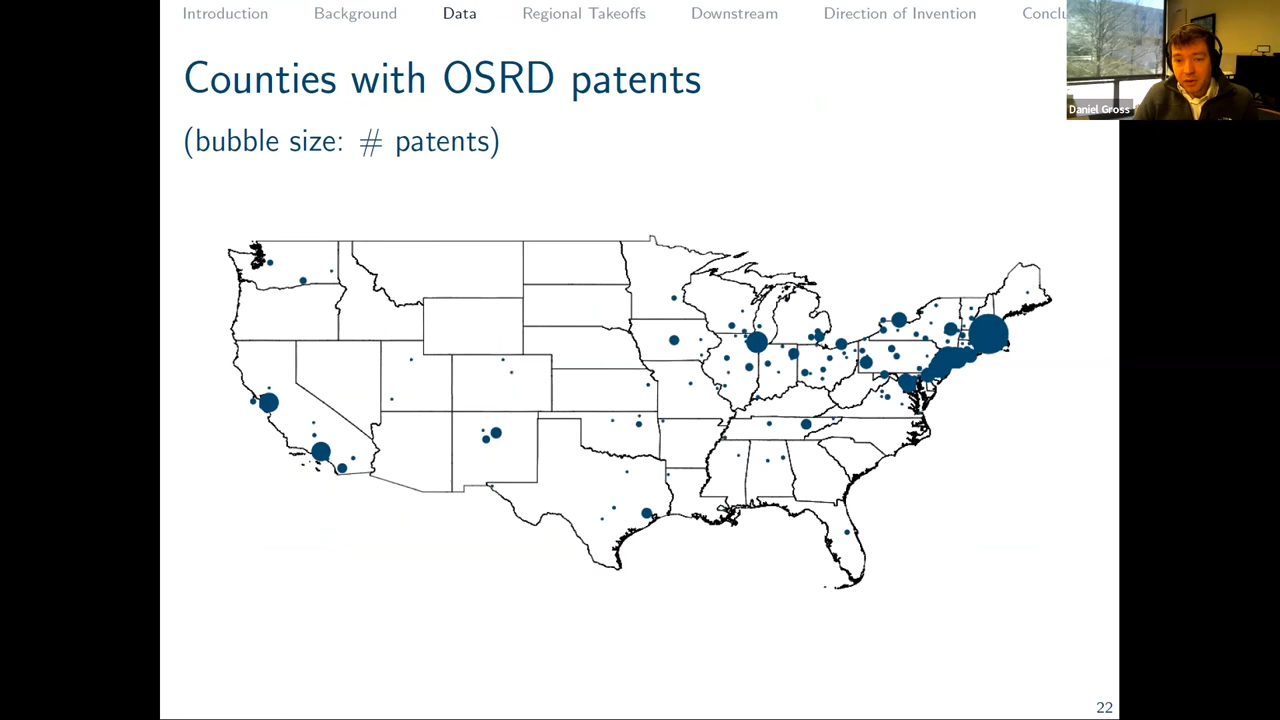 Introduction Background Data Regional Takeoffs Downstream Direction of Invention Conclu
Daniel Gross
Counties with OSRD patents
(bubble size: # patents)
22